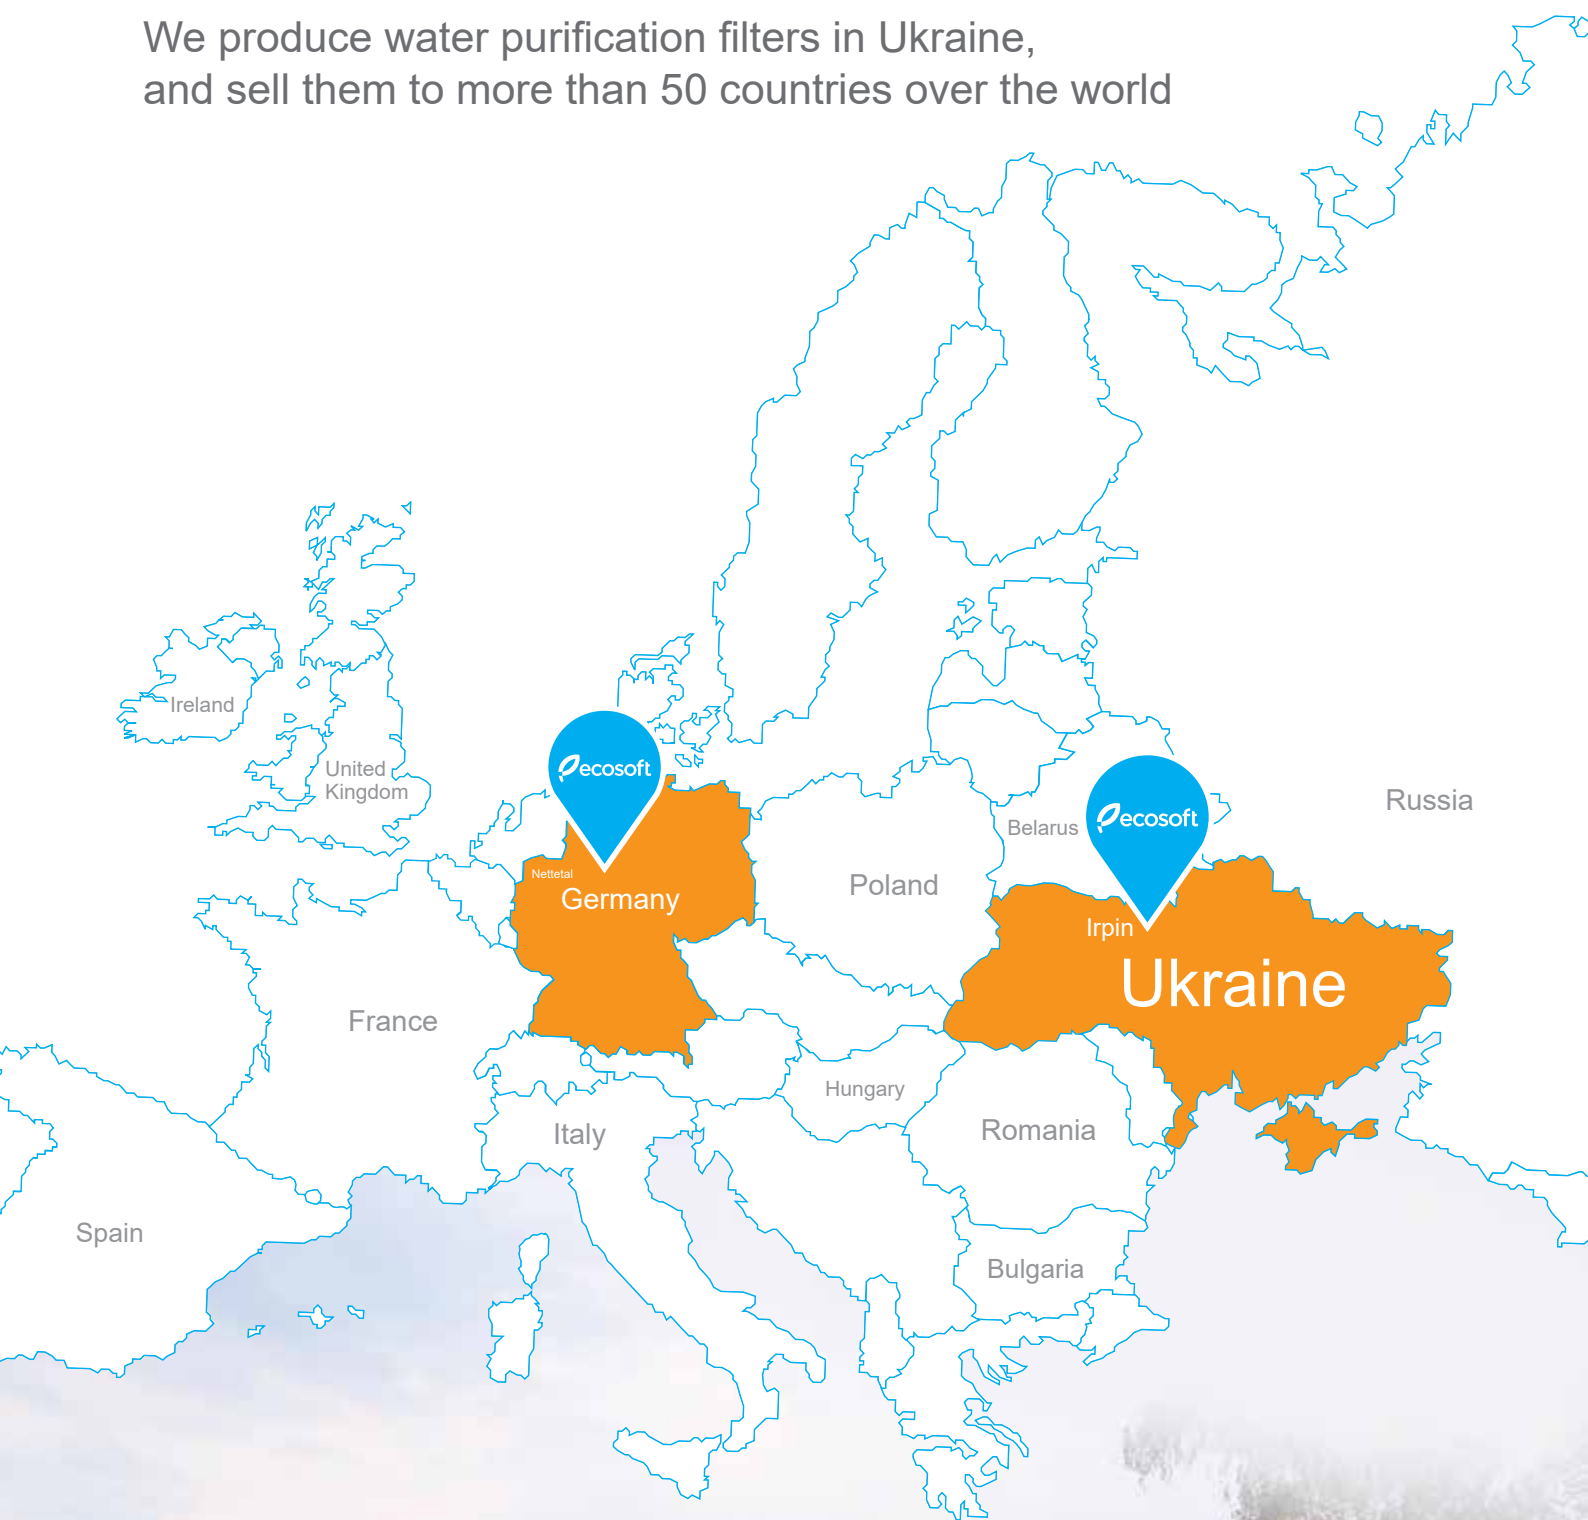 We produce water purification filters in Ukraine,
and sell them to more than 50 countries over the world
Ireland
United
Kingdom
ecosoft
ecosoft
Russia
Belarus
Nettetal
Germany
Poland
Irpin
Ukraine
France
Hungary
Italy
Romania
Spain
Bulgaria